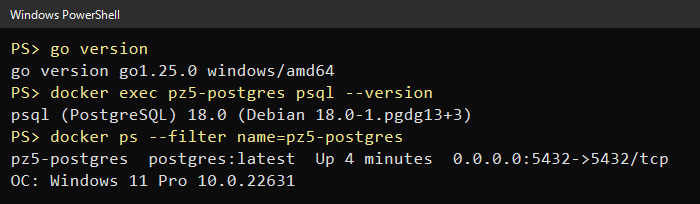 Windows PowerShell
PS> go version
go version go1.25.0 windows/amd64
PS> docker exec pz5-postgres psql --version
psql (PostgreSQL) 18.0 (Debian 18.0-1.pgdg13+3)
PS> docker ps --filter name=pz5-postgres
pz5-postgres  postgres:latest  Up 4 minutes  0.0.0.0:5432->5432/tcp
ОС: Windows 11 Pro 10.0.22631